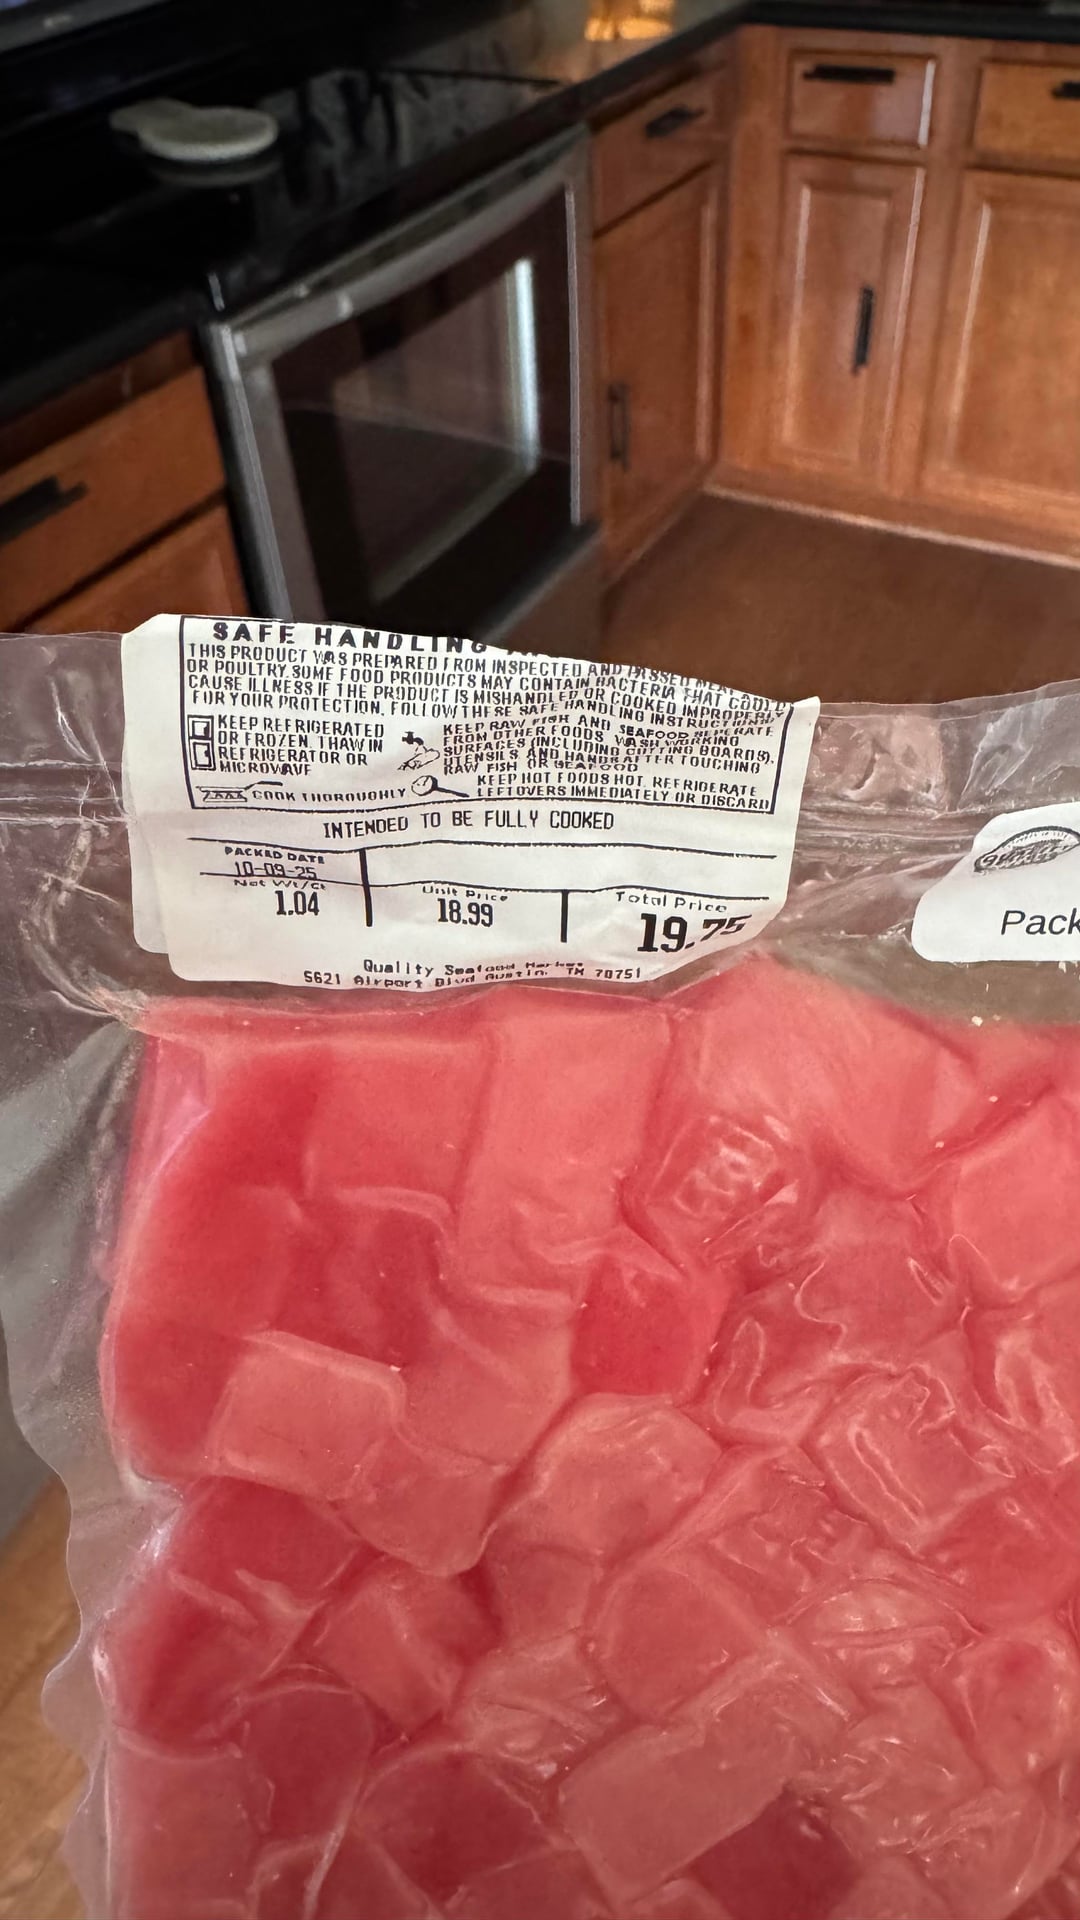 SAFE HANDLING
THIS PRODUCT WAS PREPARED FROM INSPECTED AND PASSED MEAT AND
OR POULTRY. SOME FOOD PRODUCTS MAY CONTAIN BACTERIA THAT COULD
CAUSE ILLNESS IF THE PRODUCT IS MISHANDLED OR COOKED IMPROPERLY
FOR YOUR PROTECTION, FOLLOW THESE SAFE HANDLING INSTRUCTIONS
KEEP REFRIGERATED
OR FROZEN. THAW IN
REFRIGERATOR OR
MICROWAVE
KEEP RAW FISH AND SEAFOOD SEPERATE
FROM OTHER FOODS. WASH WORKING
SURFACES (INCLUDING CUTTING BOARDS),
UTENSILS AND HANDS AFTER TOUCHING
RAW FISH OR SEAFOOD
COOK THOROUGHLY
KEEP HOT FOODS HOT. REFRIGERATE
LEFTOVERS IMMEDIATELY OR DISCARD
INTENDED TO BE FULLY COOKED
PACKED DATE
10-09-25
Net Wt/Ct
1.04
Unit Price
18.99
Total Price
19.75
Quality Seafood Market
5621 Airport Blvd Austin, TX 78751
Pack